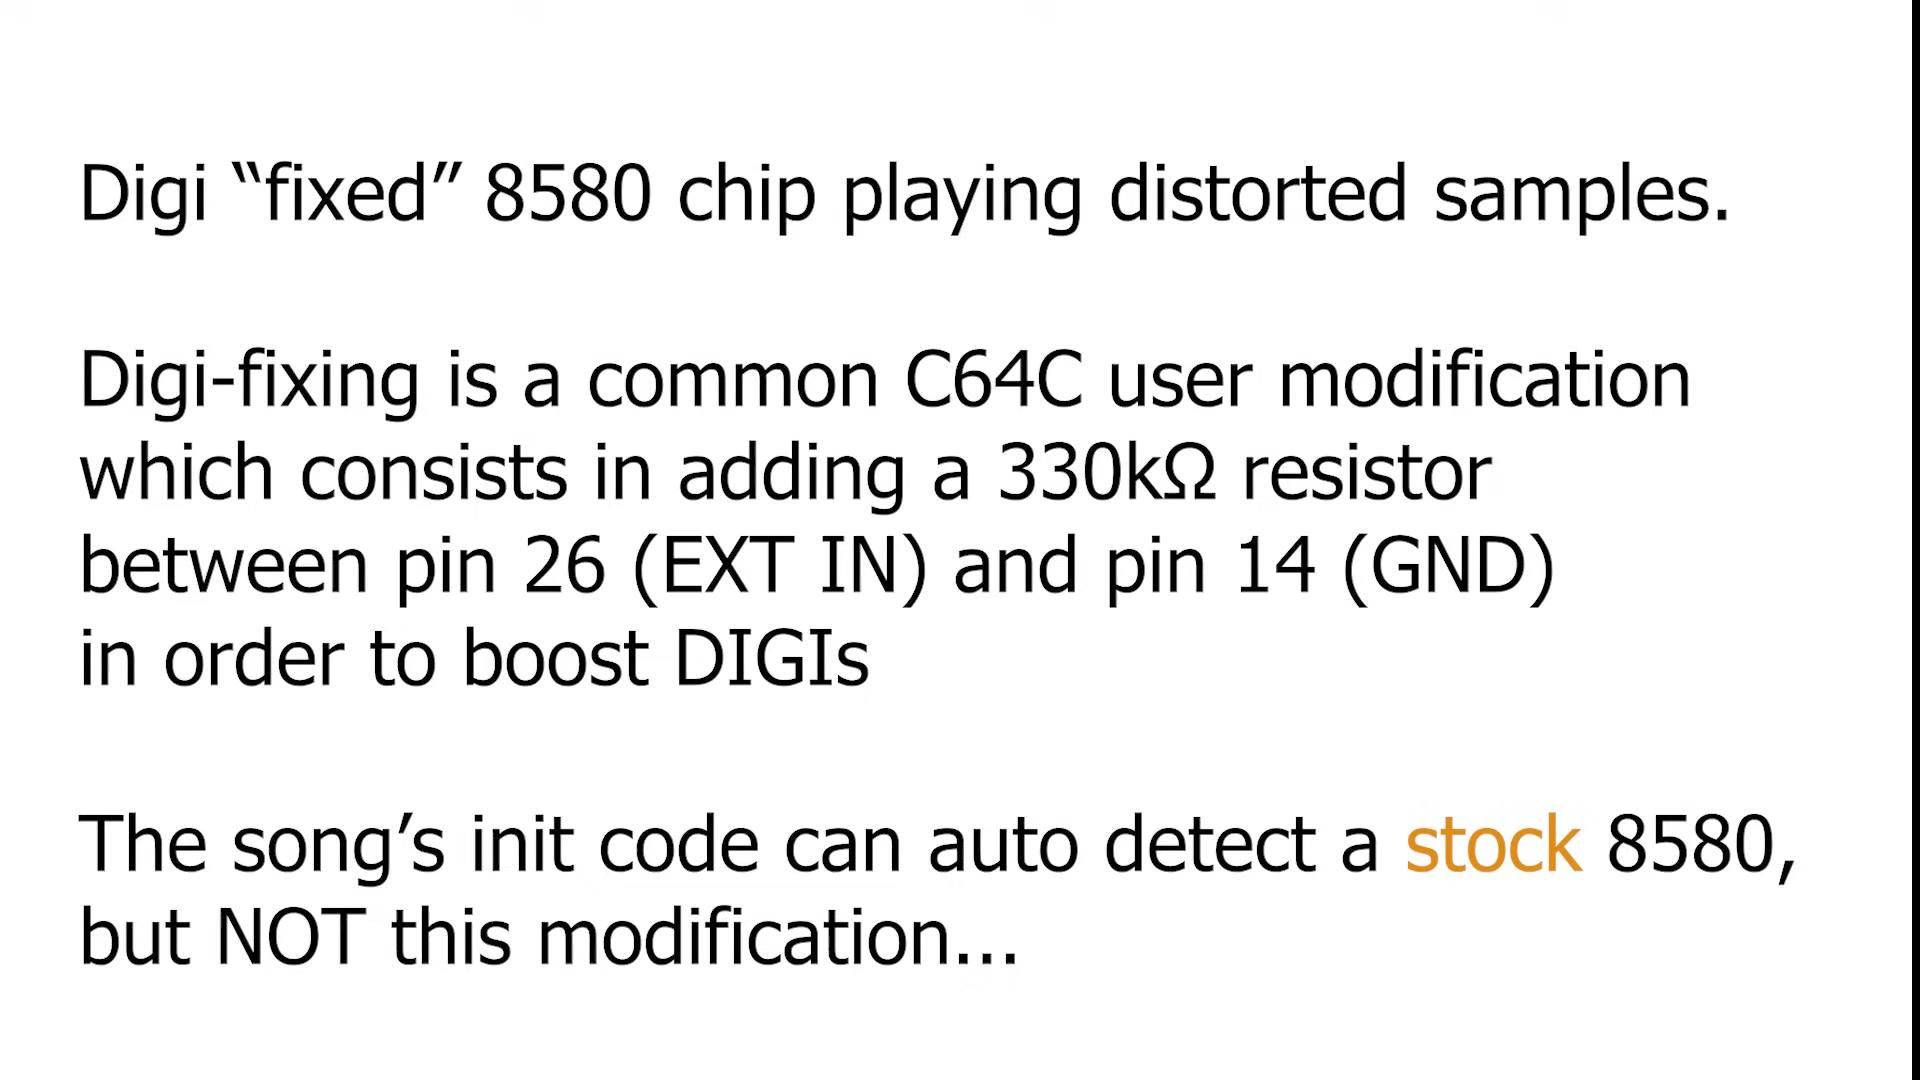 Digi “fixed” 8580 chip playing distorted samples.
Digi-fixing is a common C64C user modification
which consists in adding a 330kΩ resistor
between pin 26 (EXT IN) and pin 14 (GND)
in order to boost DIGIs
The song’s init code can auto detect a stock 8580,
but NOT this modification...